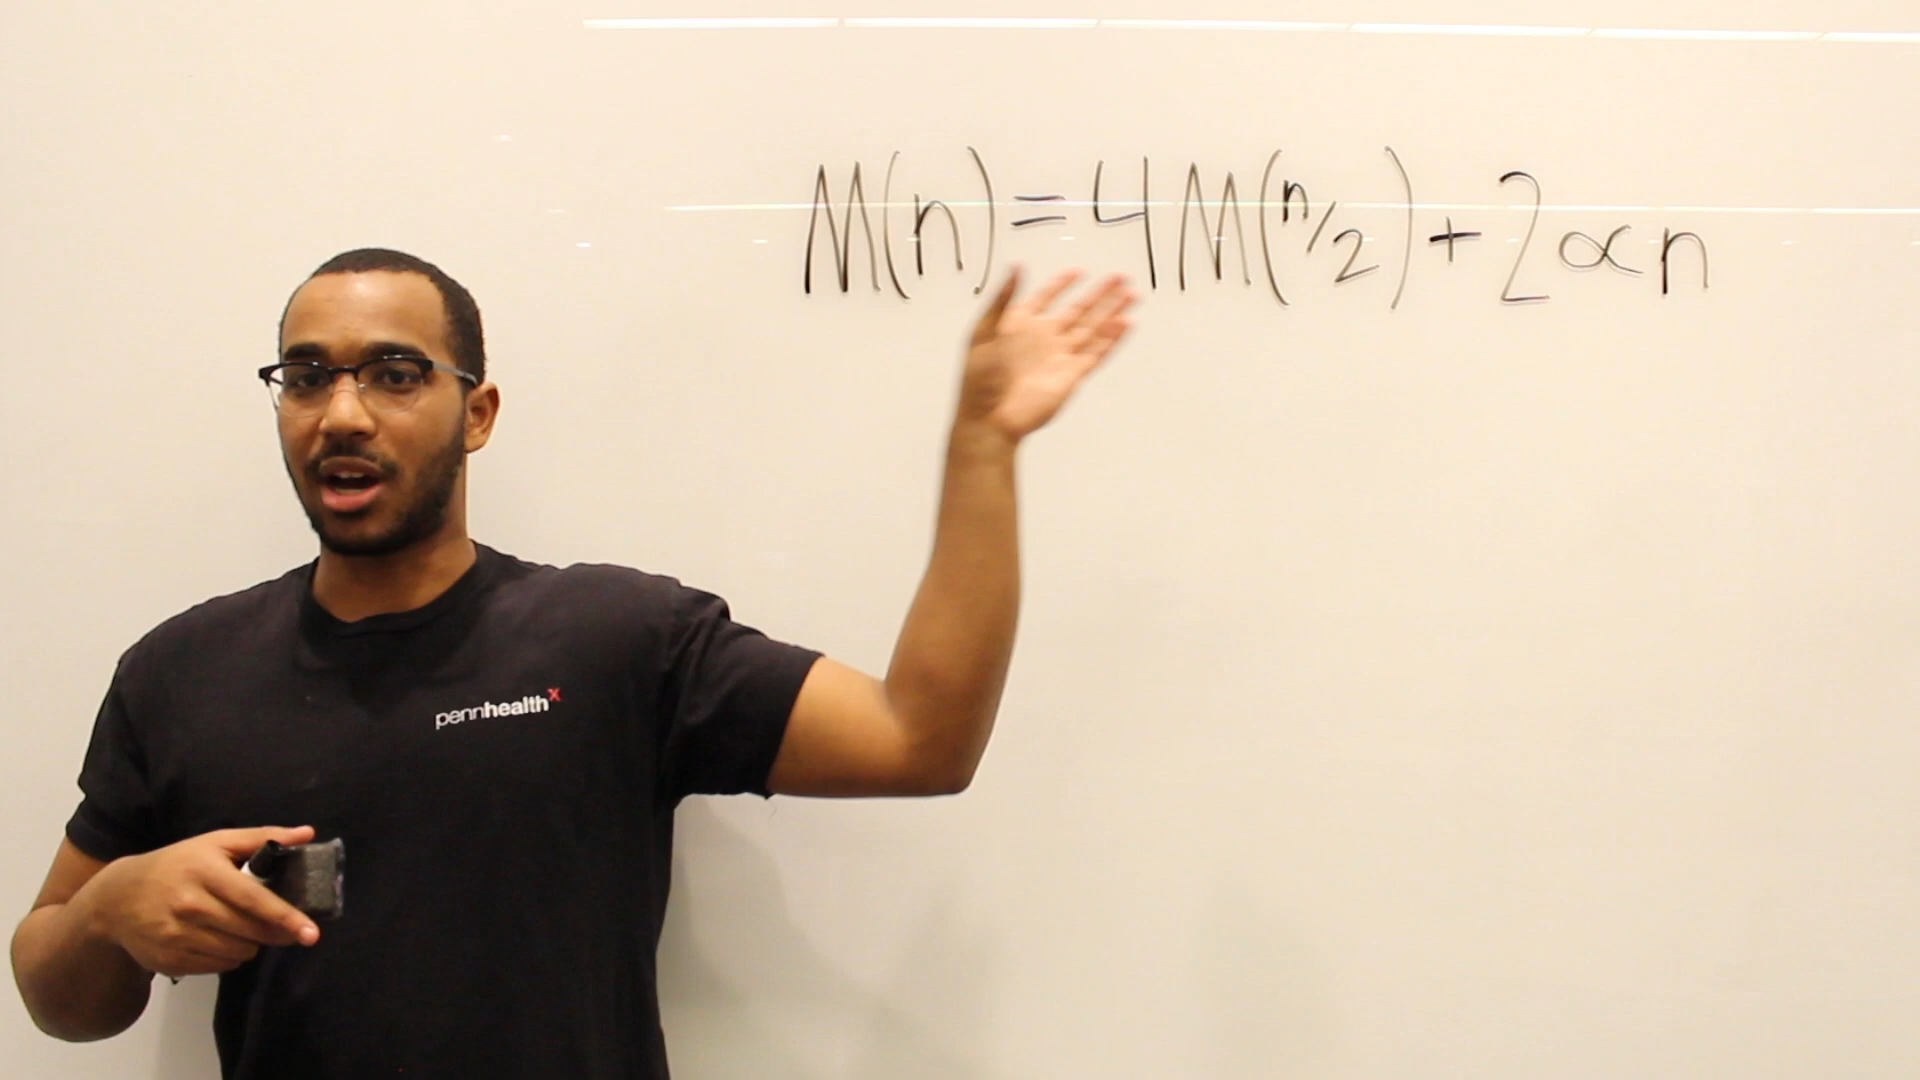 M(n) = 4M(n/2) + 2αn
pennhealthx